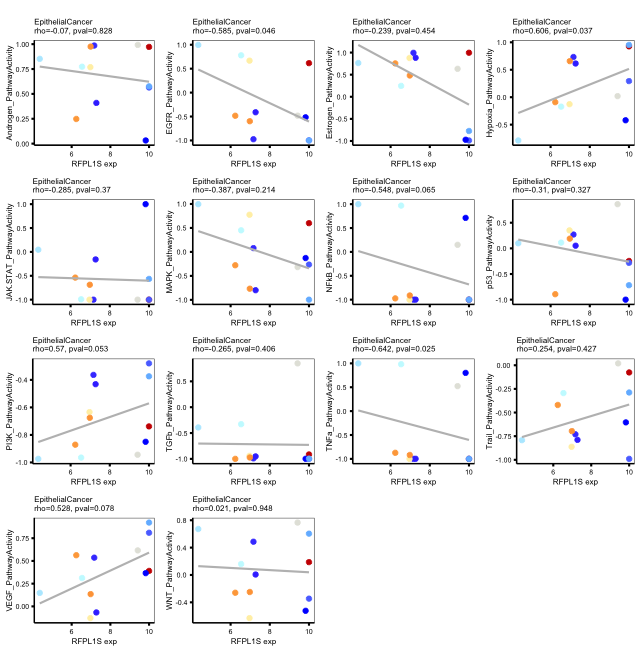 EpithelialCancer
rho=-0.07, pval=0.828
Androgen_PathwayActivity
1.00
0.75
0.50
0.25
0.00
6
8
10
RFPL1S exp
EpithelialCancer
rho=-0.585, pval=0.046
EGFR_PathwayActivity
1.0
0.5
0.0
-0.5
-1.0
6
8
10
RFPL1S exp
EpithelialCancer
rho=-0.239, pval=0.454
Estrogen_PathwayActivity
1.0
0.5
0.0
-0.5
-1.0
6
8
10
RFPL1S exp
EpithelialCancer
rho=0.606, pval=0.037
Hypoxia_PathwayActivity
1.0
0.5
0.0
-0.5
6
8
10
RFPL1S exp
EpithelialCancer
rho=-0.285, pval=0.37
JAK-STAT_PathwayActivity
1.0
0.5
0.0
-0.5
-1.0
6
8
10
RFPL1S exp
EpithelialCancer
rho=-0.387, pval=0.214
MAPK_PathwayActivity
1.0
0.5
0.0
-0.5
-1.0
6
8
10
RFPL1S exp
EpithelialCancer
rho=-0.548, pval=0.065
NFkB_PathwayActivity
1.0
0.5
0.0
-0.5
-1.0
6
8
10
RFPL1S exp
EpithelialCancer
rho=-0.31, pval=0.327
p53_PathwayActivity
0.5
0.0
-0.5
-1.0
6
8
10
RFPL1S exp
EpithelialCancer
rho=0.57, pval=0.053
PI3K_PathwayActivity
-0.4
-0.6
-0.8
-1.0
6
8
10
RFPL1S exp
EpithelialCancer
rho=-0.265, pval=0.406
TGFb_PathwayActivity
0.5
0.0
-0.5
-1.0
6
8
10
RFPL1S exp
EpithelialCancer
rho=-0.642, pval=0.025
TNFa_PathwayActivity
1.0
0.5
0.0
-0.5
-1.0
6
8
10
RFPL1S exp
EpithelialCancer
rho=0.254, pval=0.427
Trail_PathwayActivity
0.00
-0.25
-0.50
-0.75
-1.00
6
8
10
RFPL1S exp
EpithelialCancer
rho=0.528, pval=0.078
VEGF_PathwayActivity
0.75
0.50
0.25
0.00
6
8
10
RFPL1S exp
EpithelialCancer
rho=0.021, pval=0.948
WNT_PathwayActivity
0.8
0.4
0.0
-0.4
6
8
10
RFPL1S exp